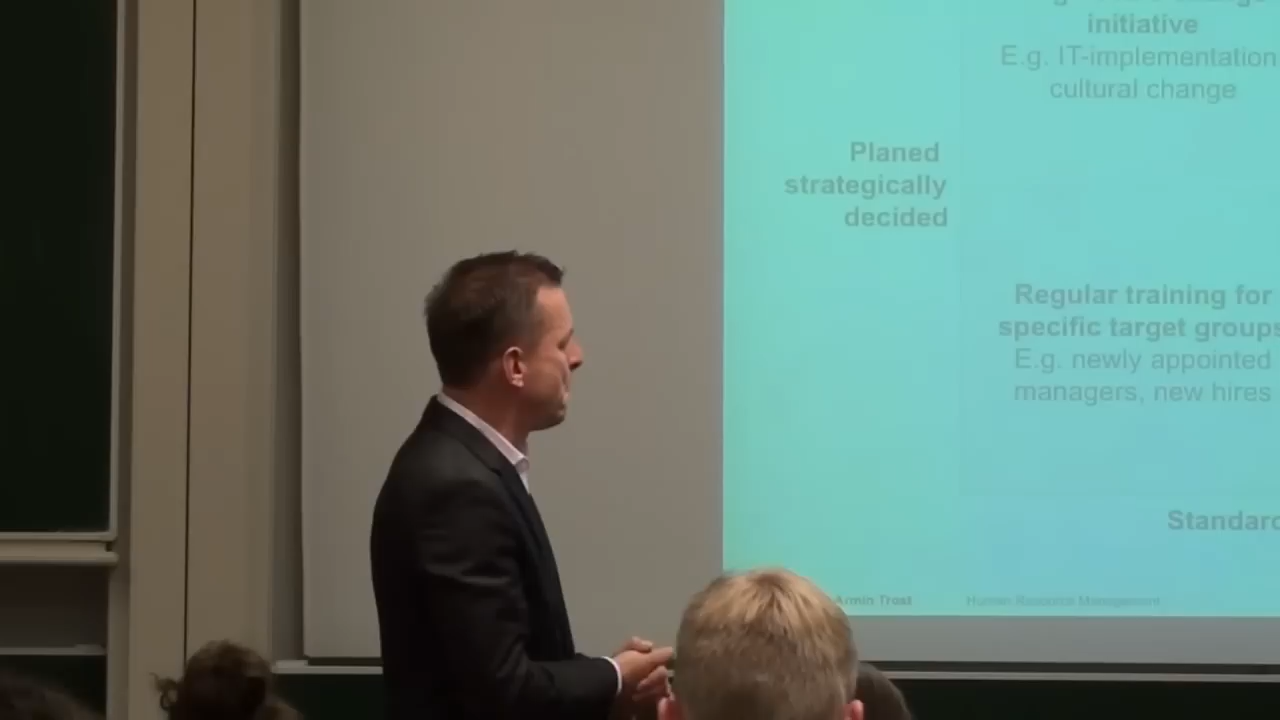 initiative
E.g. IT-implementation
cultural change
Planed
strategically
decided
Regular training for
specific target groups
E.g. newly appointed
managers, new hires
Standard
Armin Trost
Human Resource Management